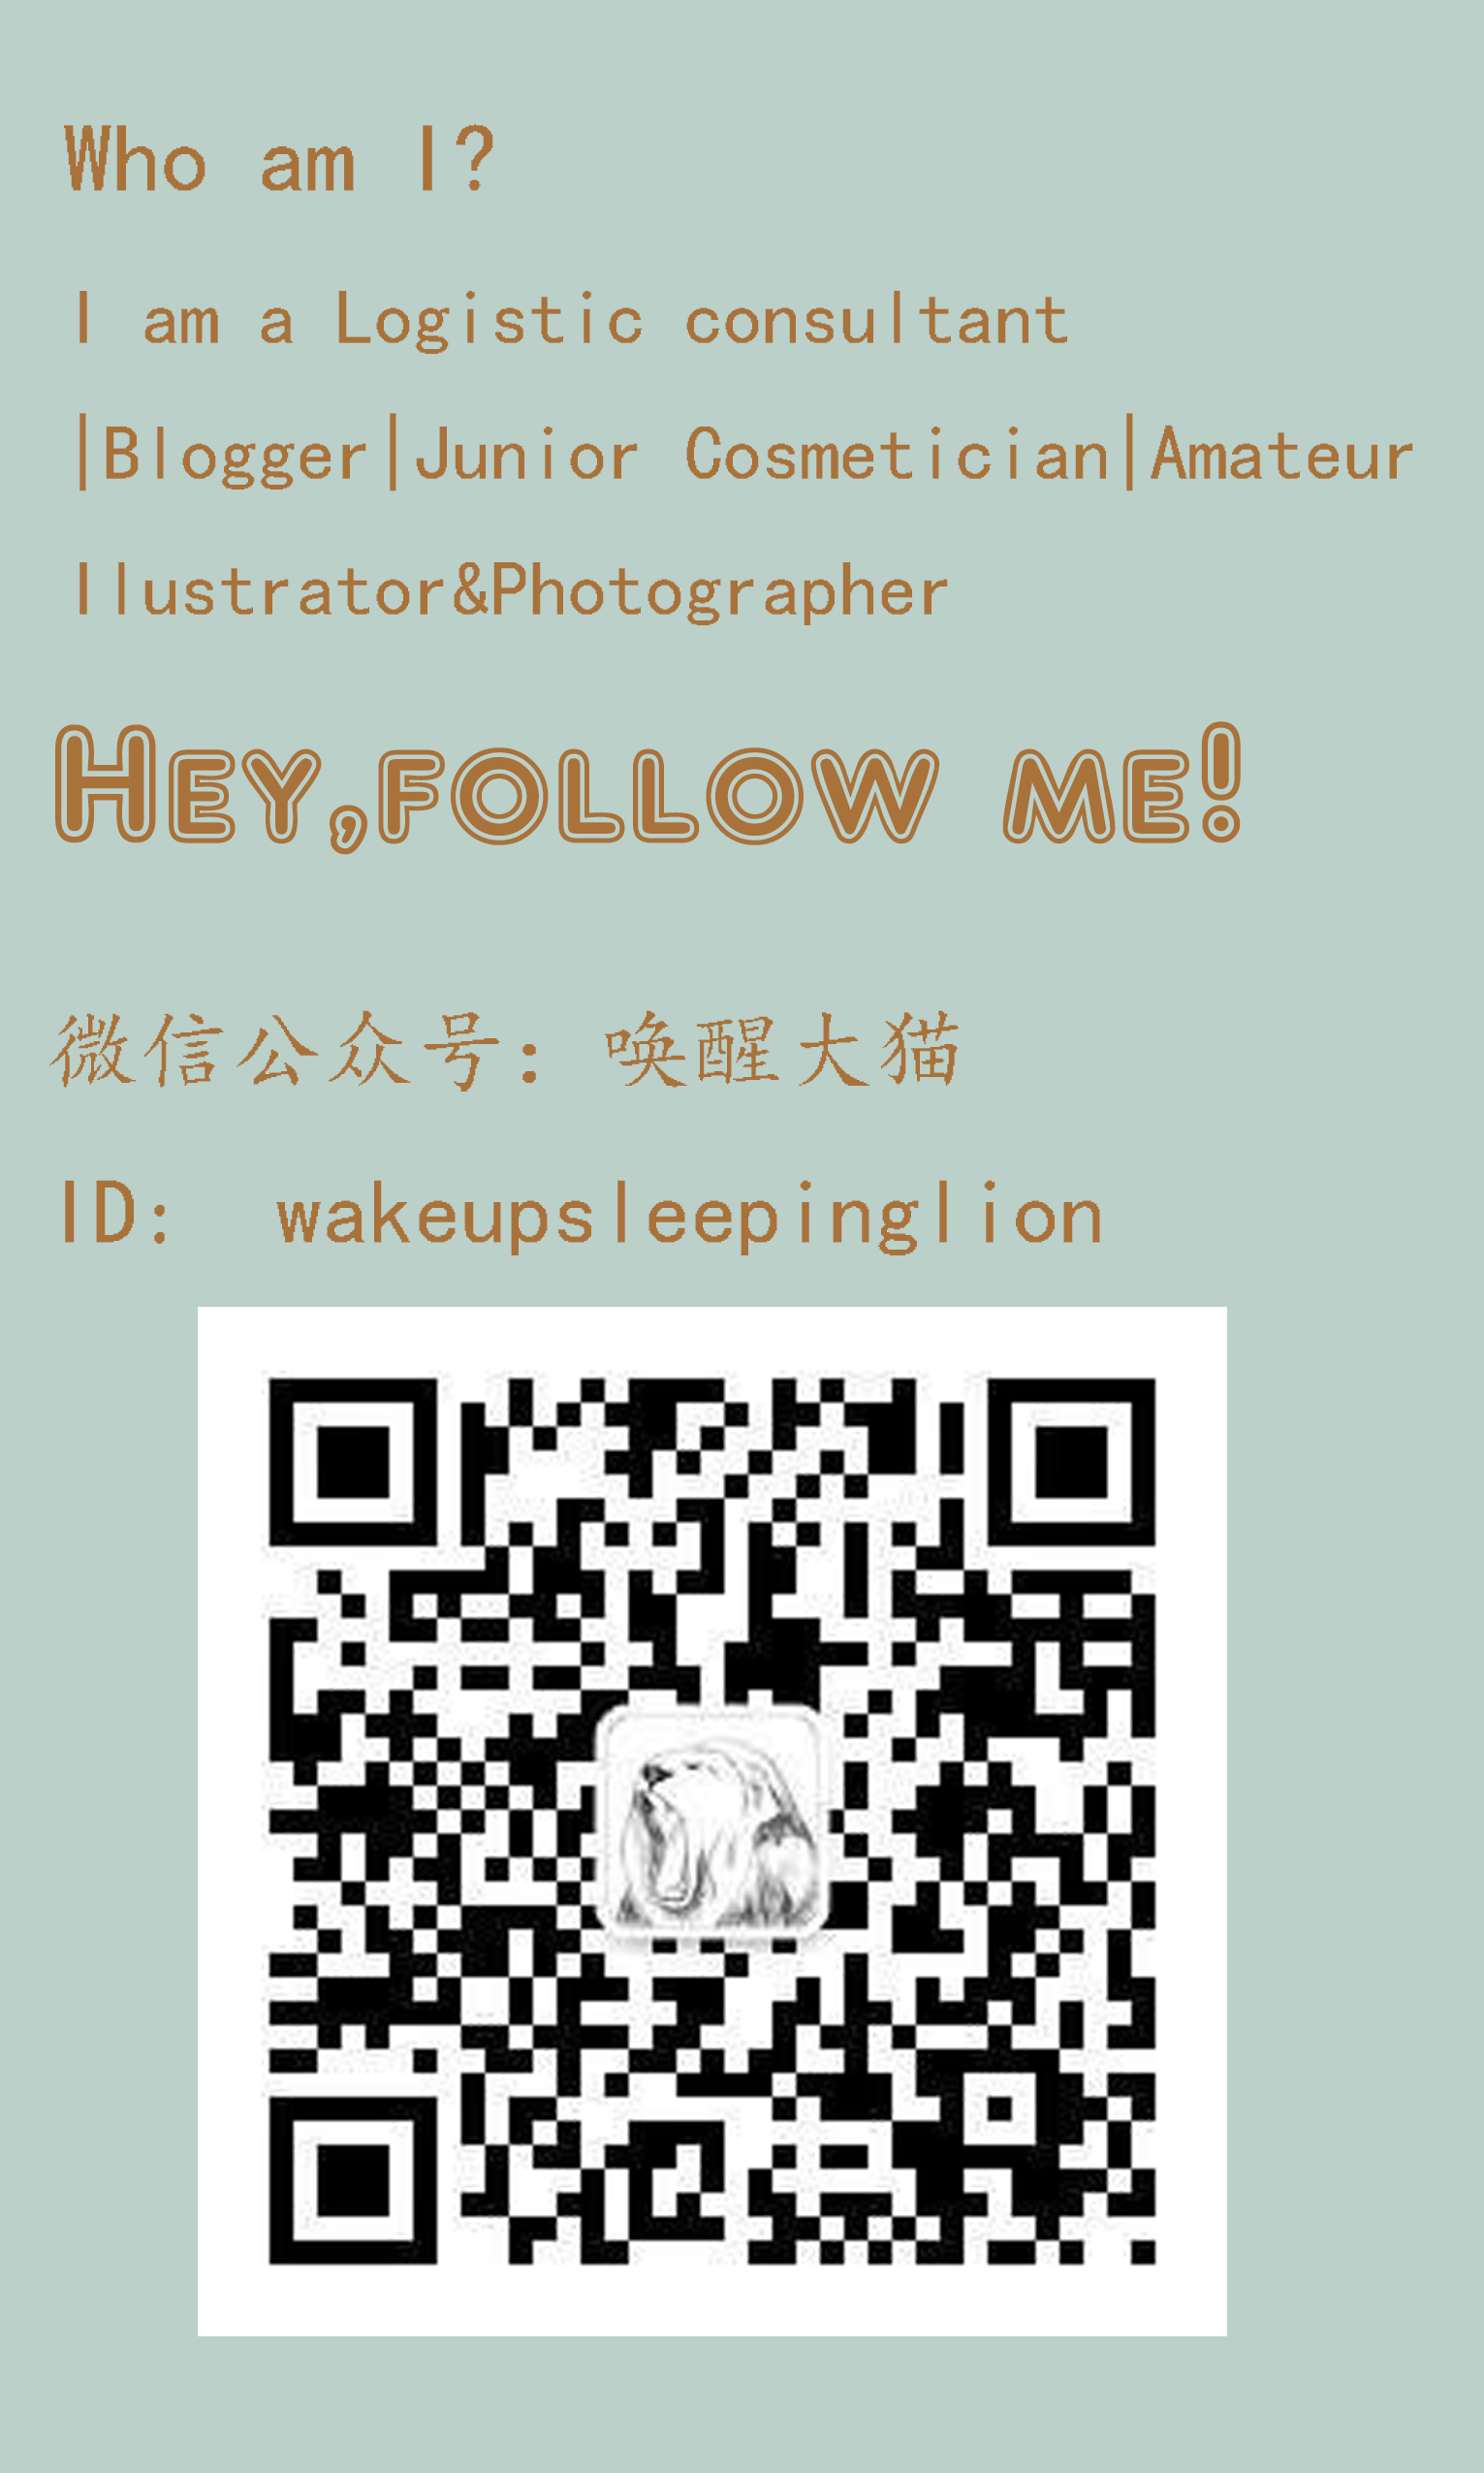 Who am I?
I am a Logistic consultant
|Blogger|Junior Cosmetician|Amateur
Ilustrator&Photographer
HEY,FOLLOW ME!
微信公众号：唤醒大猫
ID: wakeupsleepinglion